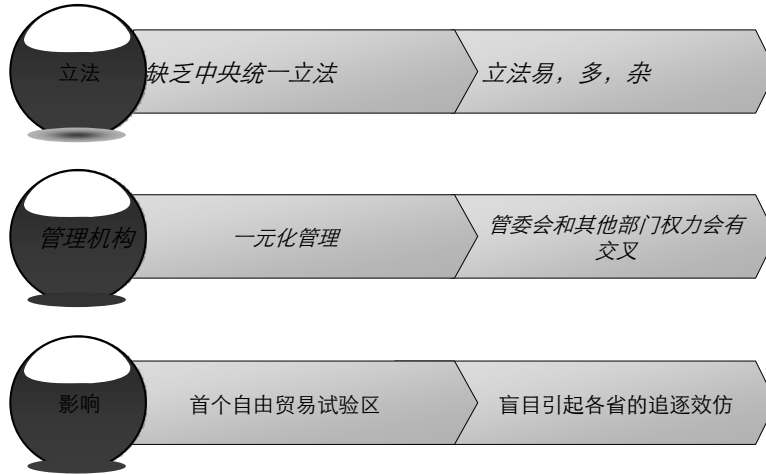 立法
缺乏中央统一立法
立法易，多，杂
管理机构
一元化管理
管委会和其他部门权力会有
交叉
影响
首个自由贸易试验区
盲目引起各省的追逐效仿